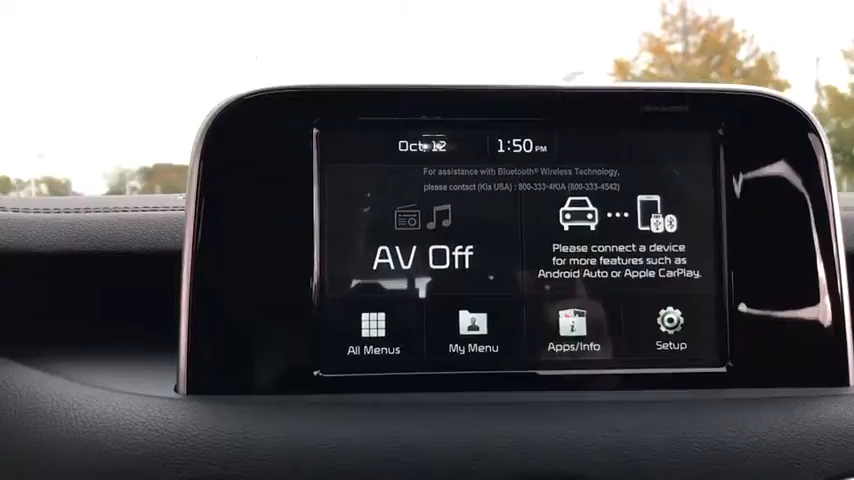 Oct. 12
1:50 PM
For assistance with Bluetooth® Wireless Technology,
please contact (Kia USA) : 800-333-4KIA (800-333-4542)
AV Off
Please connect a device
for more features such as
Android Auto or Apple CarPlay.
All Menus
My Menu
Apps/Info
Setup